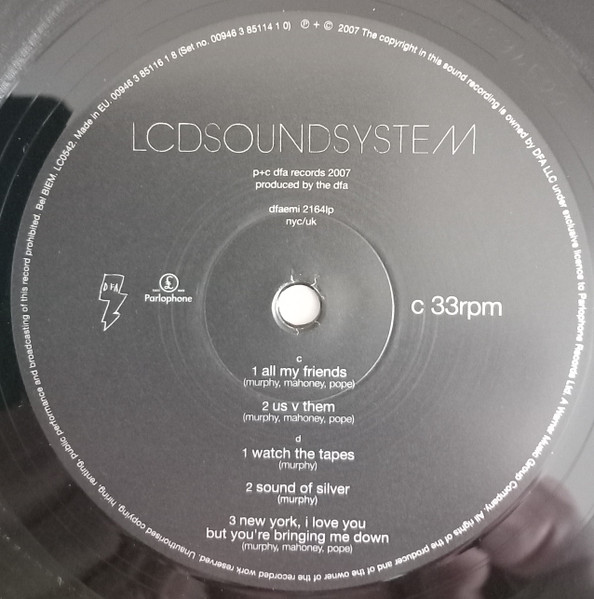 Unauthorised copying, hiring, renting, public performance and broadcasting of this record prohibited. Bel BIEM. LC0542. Made in EU. 00946 3 85116 1 8 (Set no. 00946 3 85114 1 0) ℗ + © 2007 The copyright in this sound recording is owned by DFA LLC under exclusive licence to Parlophone Records Ltd. A Warner Music Group Company. All rights of the producer and of the owner of the recorded work reserved.
LCDSOUNDSYSTEM
p+c dfa records 2007
produced by the dfa
dfaemi 2164lp
nyc/uk
DFA
£
Parlophone
c 33rpm
c
1 all my friends
(murphy, mahoney, pope)
2 us v them
(murphy, mahoney, pope)
d
1 watch the tapes
(murphy)
2 sound of silver
(murphy)
3 new york, i love you
but you're bringing me down
(murphy, mahoney, pope)